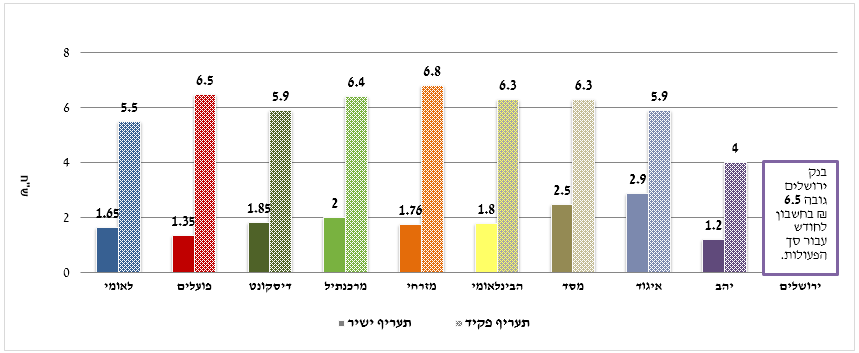 8
6
4
2
0
ש"ח
5.5
6.5
5.9
6.4
6.8
6.3
6.3
5.9
4
1.65
1.35
1.85
2
1.76
1.8
2.5
2.9
1.2
בנק
ירושלים
גובה 6.5
₪ בחשבון
לחודש
עבור סך
הפעולות.
לאומי
פועלים
דיסקונט
מרכנתיל
מזרחי
הבינלאומי
מסד
איגוד
יהב
ירושלים
תעריף ישיר
תעריף פקיד